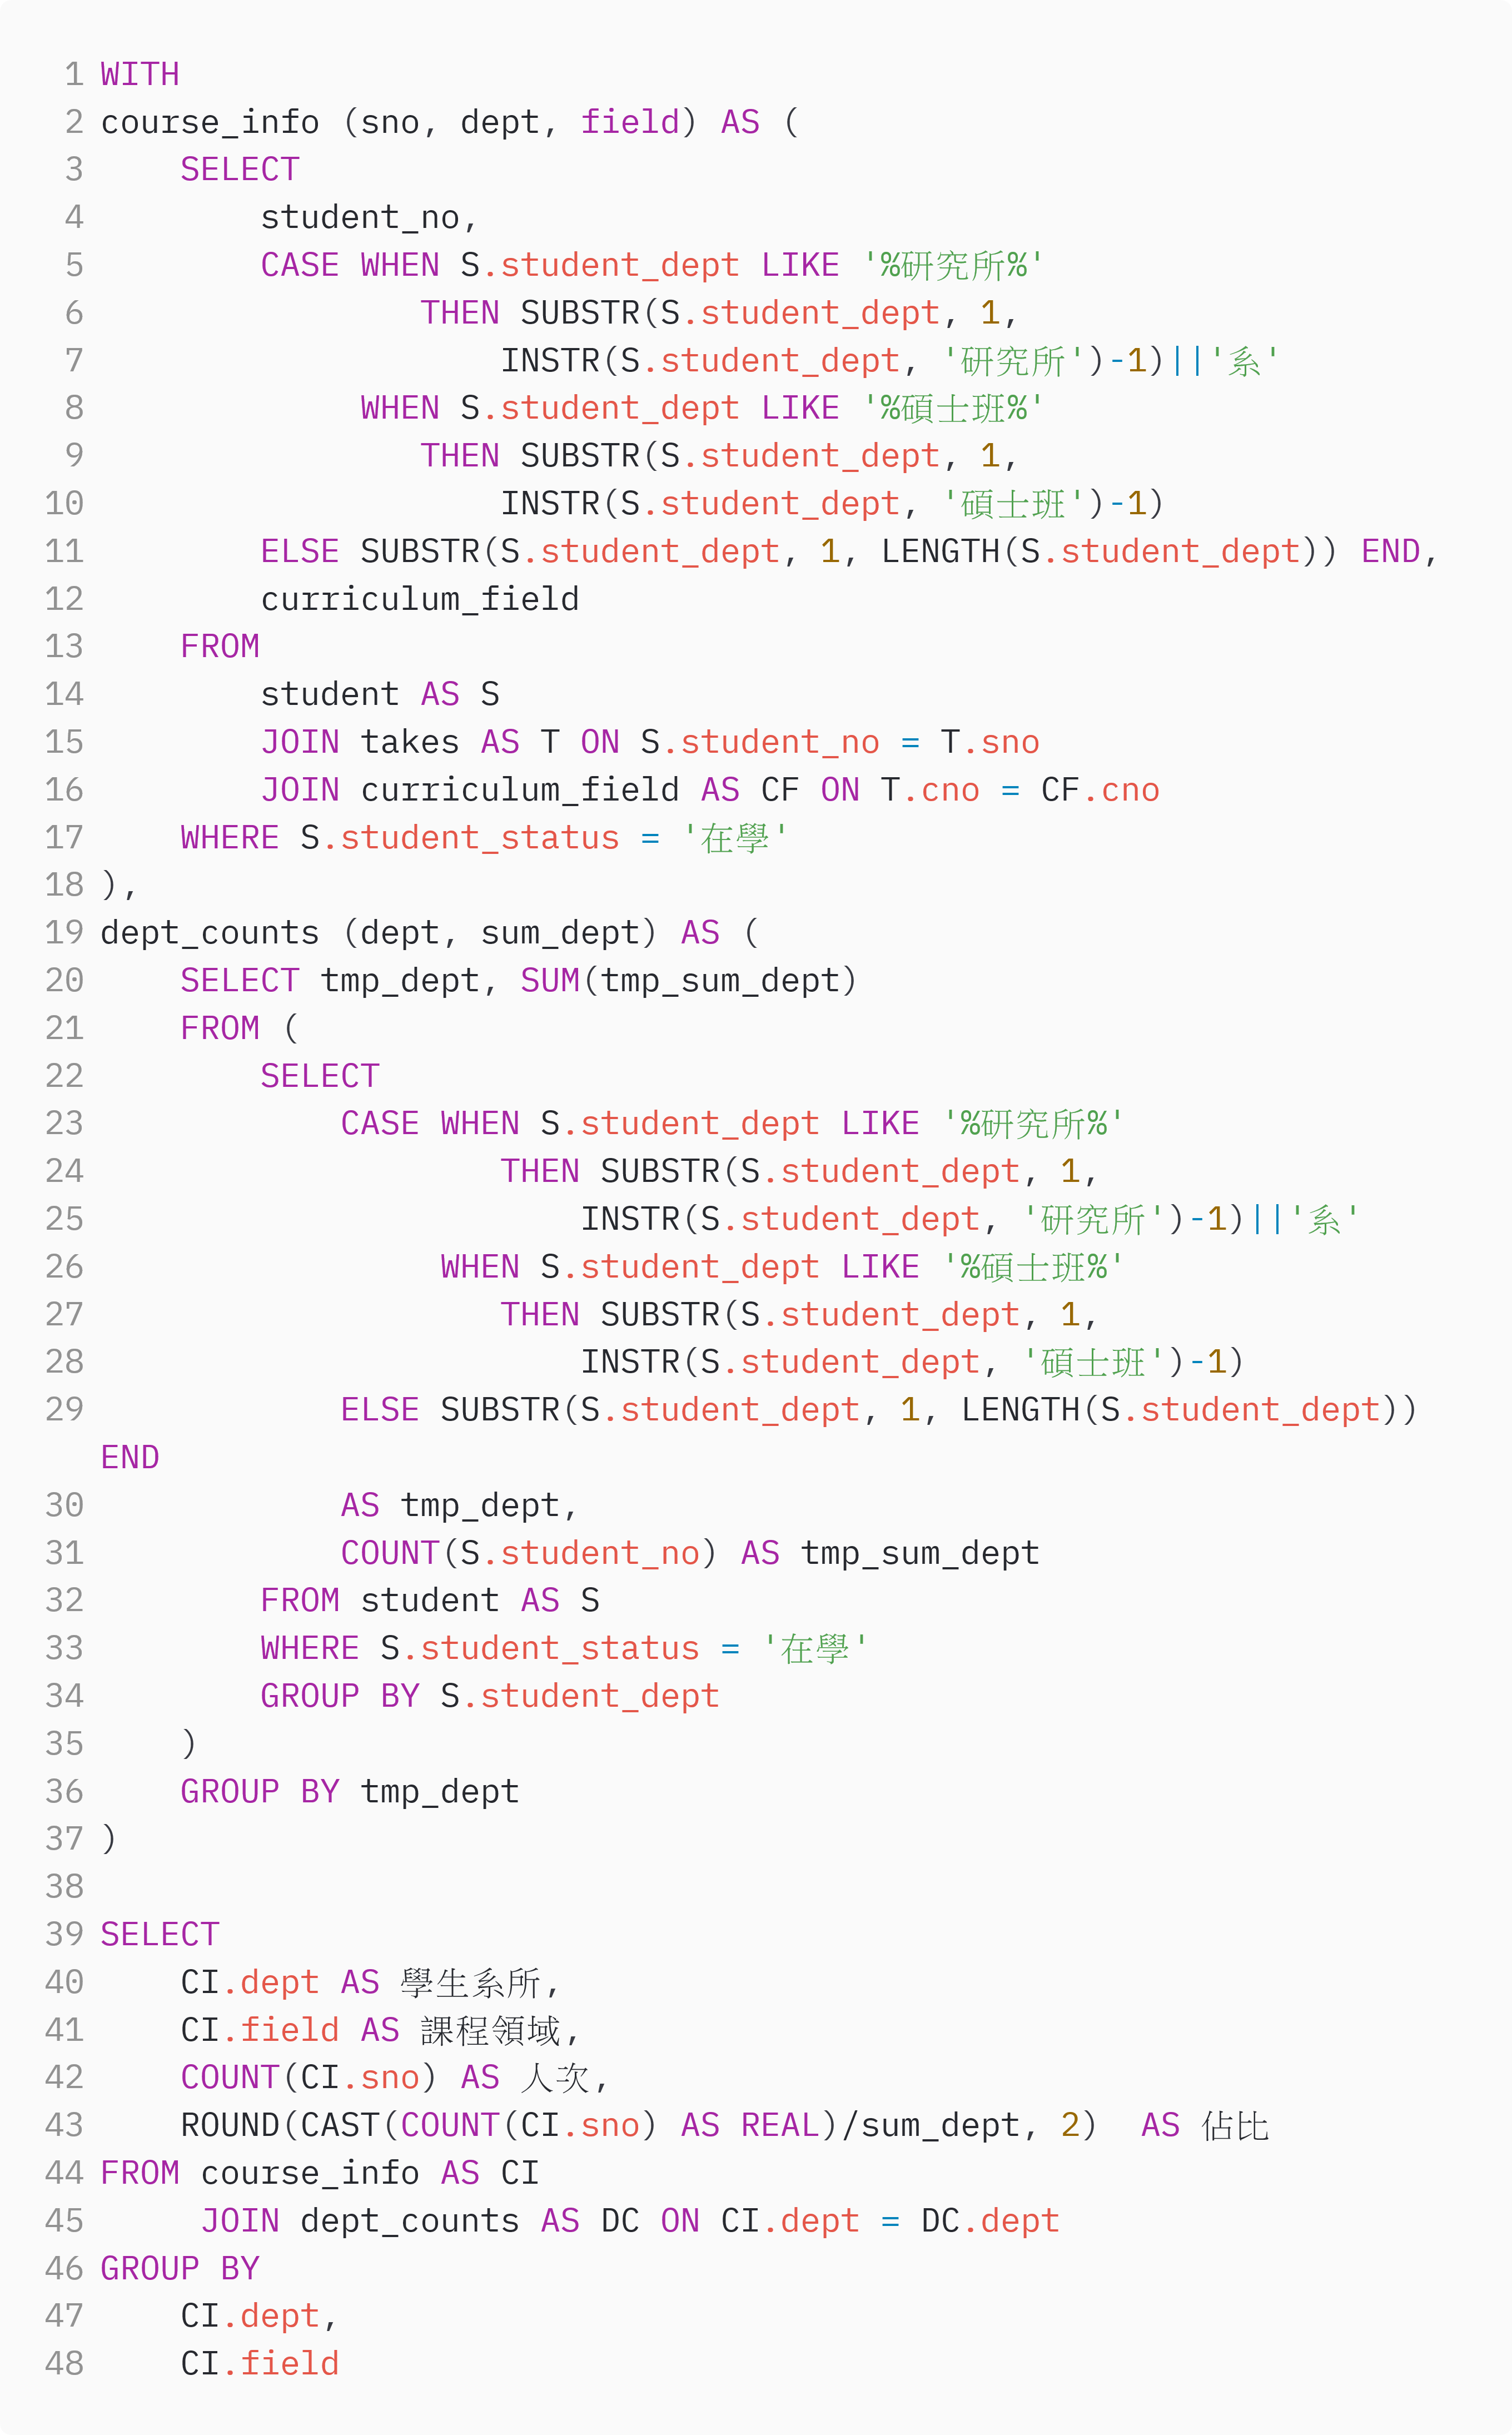 1 WITH
2 course_info (sno, dept, field) AS (
3     SELECT
4         student_no,
5         CASE WHEN S.student_dept LIKE '%研究所%'
6                 THEN SUBSTR(S.student_dept, 1,
7                     INSTR(S.student_dept, '研究所')-1)||'系'
8              WHEN S.student_dept LIKE '%碩士班%'
9                 THEN SUBSTR(S.student_dept, 1,
10                     INSTR(S.student_dept, '碩士班')-1)
11         ELSE SUBSTR(S.student_dept, 1, LENGTH(S.student_dept)) END,
12         curriculum_field
13     FROM
14         student AS S
15         JOIN takes AS T ON S.student_no = T.sno
16         JOIN curriculum_field AS CF ON T.cno = CF.cno
17     WHERE S.student_status = '在學'
18 ),
19 dept_counts (dept, sum_dept) AS (
20     SELECT tmp_dept, SUM(tmp_sum_dept)
21     FROM (
22         SELECT
23             CASE WHEN S.student_dept LIKE '%研究所%'
24                     THEN SUBSTR(S.student_dept, 1,
25                         INSTR(S.student_dept, '研究所')-1)||'系'
26                  WHEN S.student_dept LIKE '%碩士班%'
27                     THEN SUBSTR(S.student_dept, 1,
28                         INSTR(S.student_dept, '碩士班')-1)
29             ELSE SUBSTR(S.student_dept, 1, LENGTH(S.student_dept))
END
30             AS tmp_dept,
31             COUNT(S.student_no) AS tmp_sum_dept
32         FROM student AS S
33         WHERE S.student_status = '在學'
34         GROUP BY S.student_dept
35     )
36     GROUP BY tmp_dept
37 )
38
39 SELECT
40     CI.dept AS 學生系所,
41     CI.field AS 課程領域,
42     COUNT(CI.sno) AS 人次,
43     ROUND(CAST(COUNT(CI.sno) AS REAL)/sum_dept, 2)  AS 佔比
44 FROM course_info AS CI
45      JOIN dept_counts AS DC ON CI.dept = DC.dept
46 GROUP BY
47     CI.dept,
48     CI.field